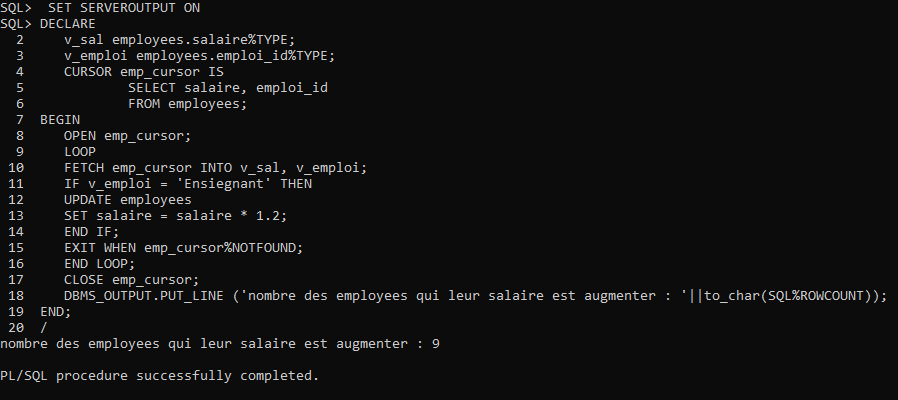 SQL>  SET SERVEROUTPUT ON
SQL> DECLARE
  2     v_sal employees.salaire%TYPE;
  3     v_emploi employees.emploi_id%TYPE;
  4     CURSOR emp_cursor IS
  5             SELECT salaire, emploi_id
  6             FROM employees;
  7  BEGIN
  8     OPEN emp_cursor;
  9     LOOP
 10     FETCH emp_cursor INTO v_sal, v_emploi;
 11     IF v_emploi = 'Ensiegnant' THEN
 12     UPDATE employees
 13     SET salaire = salaire * 1.2;
 14     END IF;
 15     EXIT WHEN emp_cursor%NOTFOUND;
 16     END LOOP;
 17     CLOSE emp_cursor;
 18     DBMS_OUTPUT.PUT_LINE ('nombre des employees qui leur salaire est augmenter : '||to_char(SQL%ROWCOUNT));
 19  END;
 20  /
nombre des employees qui leur salaire est augmenter : 9
PL/SQL procedure successfully completed.